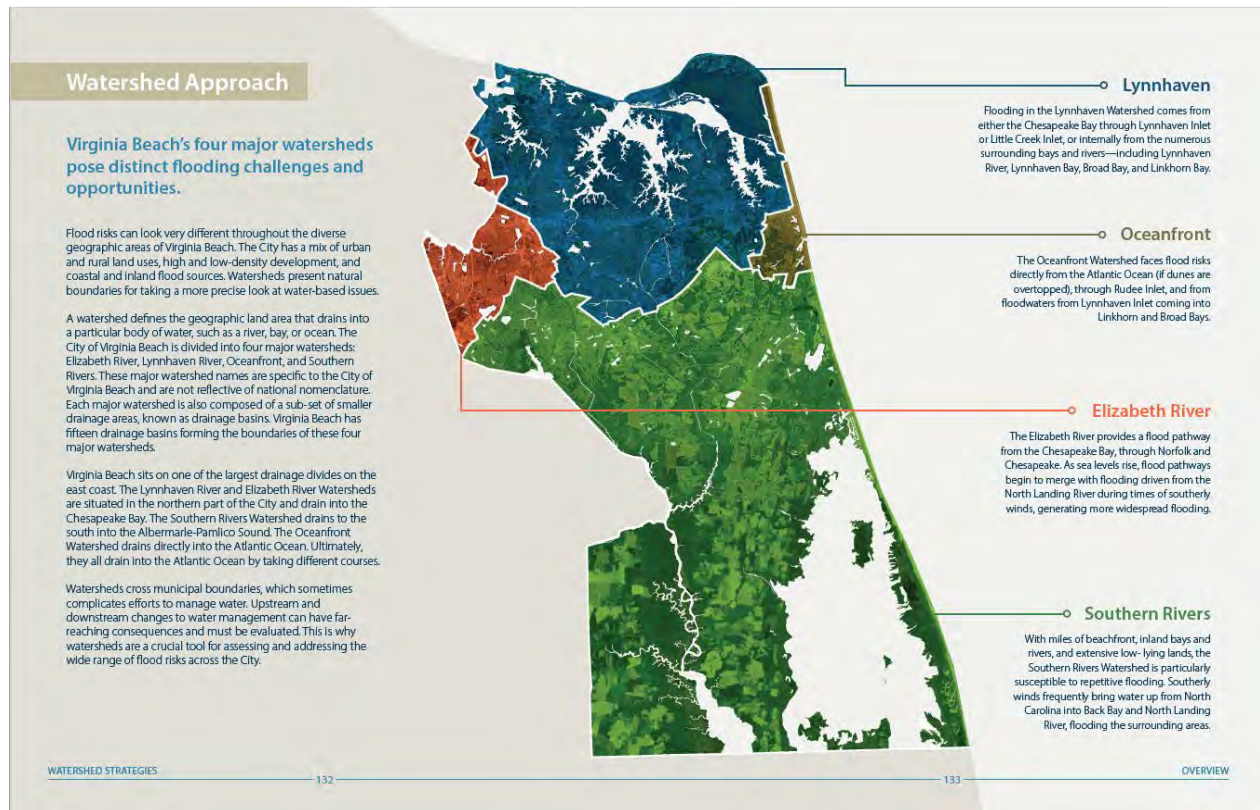 Watershed Approach
Virginia Beach's four major watersheds
pose distinct flooding challenges and
opportunities.
Flood risks can look very different throughout the diverse
geographic areas of Virginia Beach. The City has a mix of urban
and rural land uses, high and low-density development, and
coastal and inland flood sources. Watersheds present natural
boundaries for taking a more precise look at water-based issues.
A watershed defines the geographic land area that drains into
a particular body of water, such as a river, bay, or ocean. The
City of Virginia Beach is divided into four major watersheds:
Elizabeth River, Lynnhaven River, Oceanfront, and Southern
Rivers. These major watershed names are specific to the City of
Virginia Beach and are not reflective of national nomenclature.
Each major watershed is also composed of a sub-set of smaller
drainage areas, known as drainage basins. Virginia Beach has
fifteen drainage basins forming the boundaries of these four
major watersheds.
Virginia Beach sits on one of the largest drainage divides on the
east coast. The Lynnhaven River and Elizabeth River Watersheds
are situated in the northern part of the City and drain into the
Chesapeake Bay. The Southern Rivers Watershed drains to the
south into the Albermarle-Pamlico Sound. The Oceanfront
Watershed drains directly into the Atlantic Ocean. Ultimately,
they all drain into the Atlantic Ocean by taking different courses.
Watersheds cross municipal boundaries, which sometimes
complicates efforts to manage water. Upstream and
downstream changes to water management can have far-
reaching consequences and must be evaluated. This is why
watersheds are a crucial tool for assessing and addressing the
wide range of flood risks across the City.
Lynnhaven
Flooding in the Lynnhaven Watershed comes from
either the Chesapeake Bay through Lynnhaven Inlet
or Little Creek Inlet, or internally from the numerous
surrounding bays and rivers—including Lynnhaven
River, Lynnhaven Bay, Broad Bay, and Linkhorn Bay.
Oceanfront
The Oceanfront Watershed faces flood risks
directly from the Atlantic Ocean (if dunes are
overtopped), through Rudee Inlet, and from
floodwaters from Lynnhaven Inlet coming into
Linkhorn and Broad Bays.
Elizabeth River
The Elizabeth River provides a flood pathway
from the Chesapeake Bay, through Norfolk and
Chesapeake. As sea levels rise, flood pathways
begin to merge with flooding driven from the
North Landing River during times of southerly
winds, generating more widespread flooding.
Southern Rivers
With miles of beachfront, inland bays and
rivers, and extensive low- lying lands, the
Southern Rivers Watershed is particularly
susceptible to repetitive flooding. Southerly
winds frequently bring water up from North
Carolina into Back Bay and North Landing
River, flooding the surrounding areas.
WATERSHED STRATEGIES
132
133
OVERVIEW